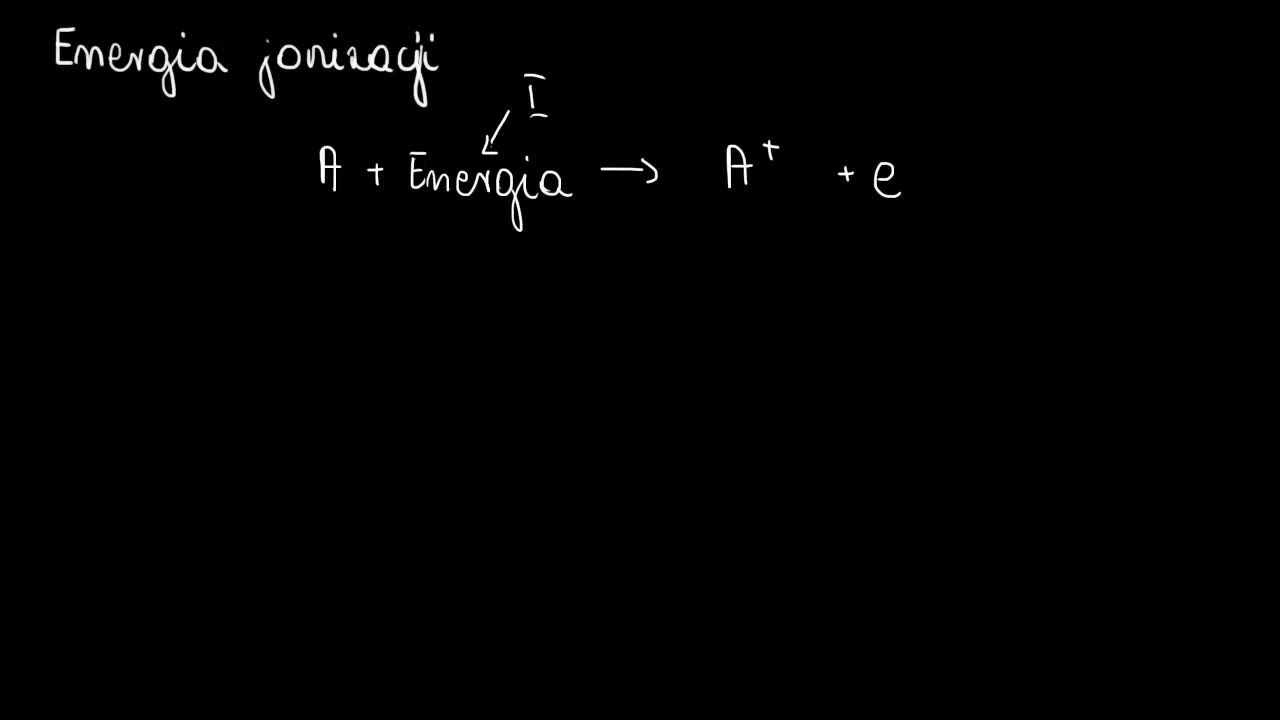 Energia jonizacji
I
A + Energia → A⁺ + e